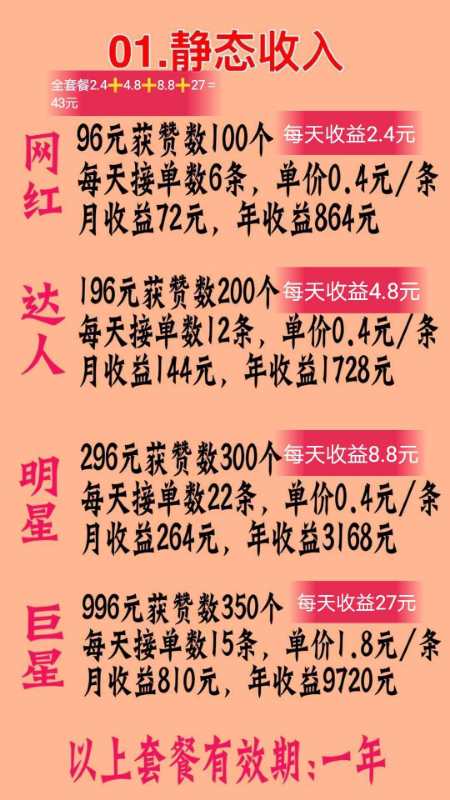 01.静态收入
全套餐2.4➕4.8➕8.8➕27=
43元
网红
96元获赞数100个
每天收益2.4元
每天接单数6条，单价0.4元/条
月收益72元，年收益864元
达人
196元获赞数200个
每天收益4.8元
每天接单数12条，单价0.4元/条
月收益144元，年收益1728元
明星
296元获赞数300个
每天收益8.8元
每天接单数22条，单价0.4元/条
月收益264元，年收益3168元
巨星
996元获赞数350个
每天收益27元
每天接单数15条，单价1.8元/条
月收益810元，年收益9720元
以上套餐有效期:一年